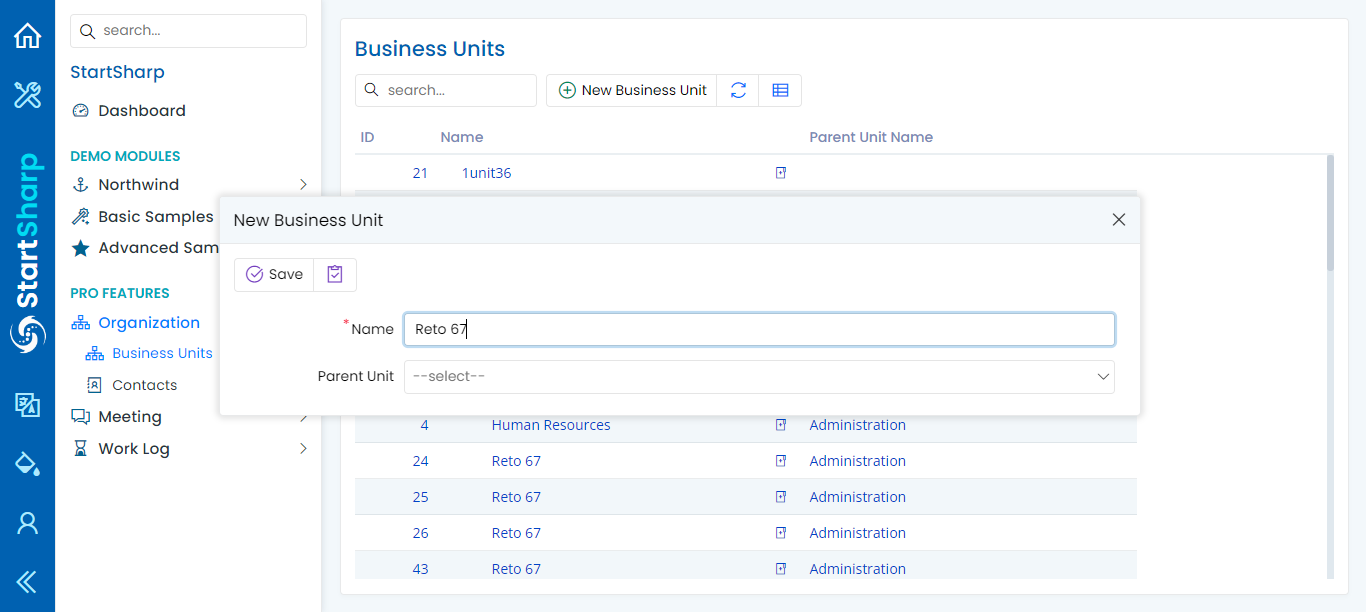 search...
StartSharp
Dashboard
DEMO MODULES
Northwind
Basic Samples
Advanced Sam
PRO FEATURES
Organization
Business Units
Contacts
Meeting
Work Log
StartSharp
Business Units
search...
New Business Unit
ID Name Parent Unit Name
21 1unit36
New Business Unit
Save
*Name Reto 67
Parent Unit --select--
4 Human Resources Administration
24 Reto 67 Administration
25 Reto 67 Administration
26 Reto 67 Administration
43 Reto 67 Administration